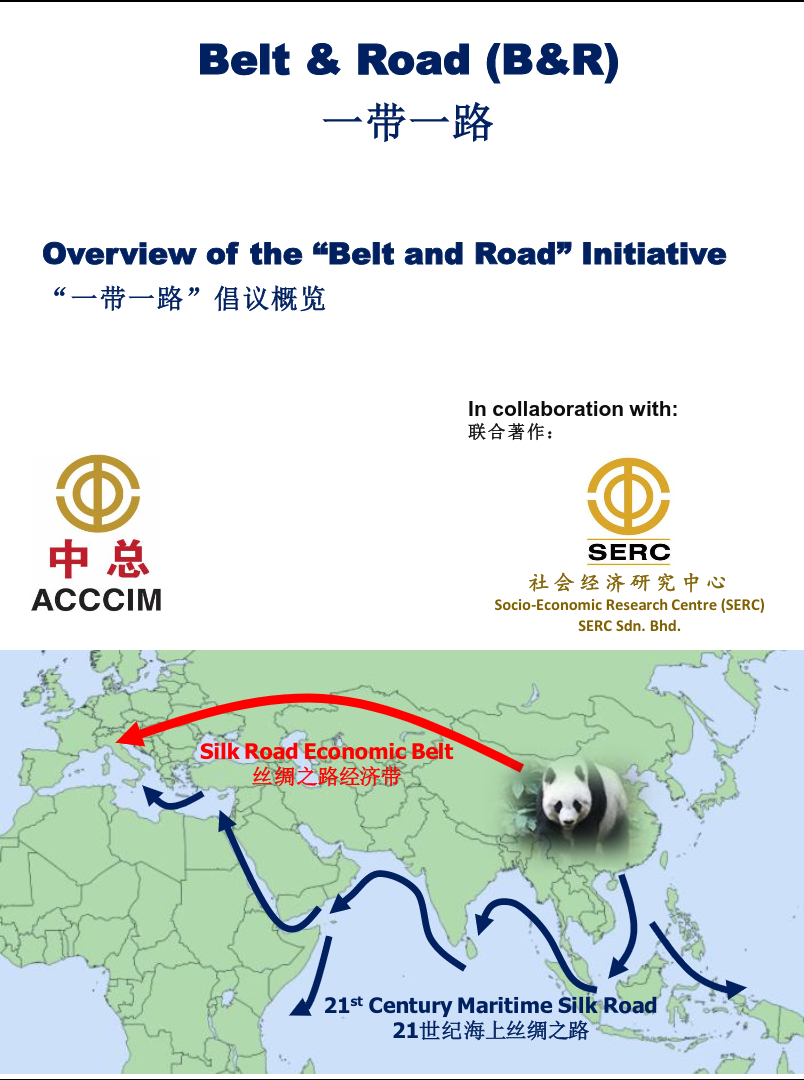 Belt & Road (B&R)
一带一路
Overview of the “Belt and Road” Initiative
“一带一路”倡议概览
In collaboration with:
联合著作：
中总
ACCCIM
SERC
社会经济研究中心
Socio-Economic Research Centre (SERC)
SERC Sdn. Bhd.
Silk Road Economic Belt
丝绸之路经济带
21st Century Maritime Silk Road
21世纪海上丝绸之路